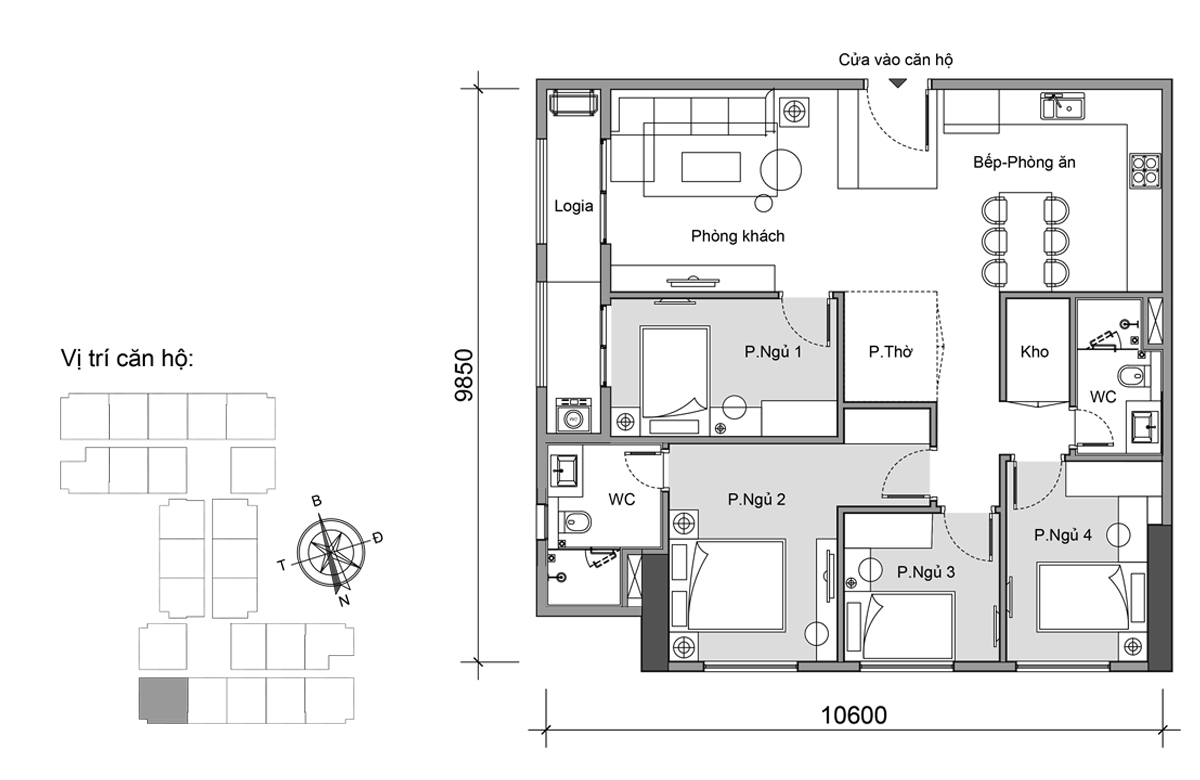 Cửa vào căn hộ
Bếp-Phòng ăn
Logia
Phòng khách
P.Ngủ 1
P.Thờ
Kho
WC
Vị trí căn hộ:
9850
B
Đ
T
N
WC
P.Ngủ 2
P.Ngủ 3
P.Ngủ 4
10600